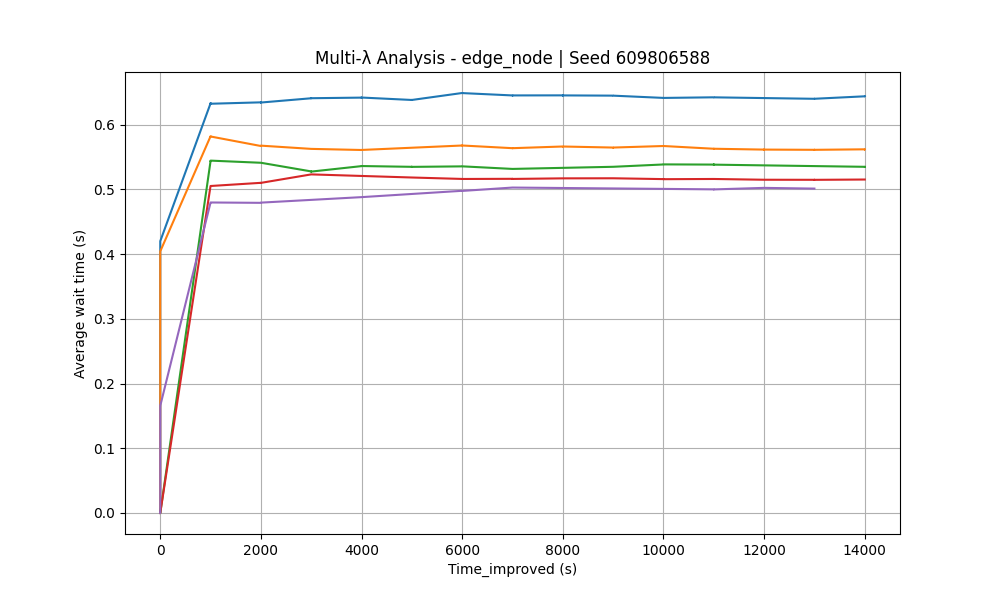 Multi-λ Analysis - edge_node | Seed 609806588
Average wait time (s)
0.6
0.5
0.4
0.3
0.2
0.1
0.0
0 2000 4000 6000 8000 10000 12000 14000
Time_improved (s)